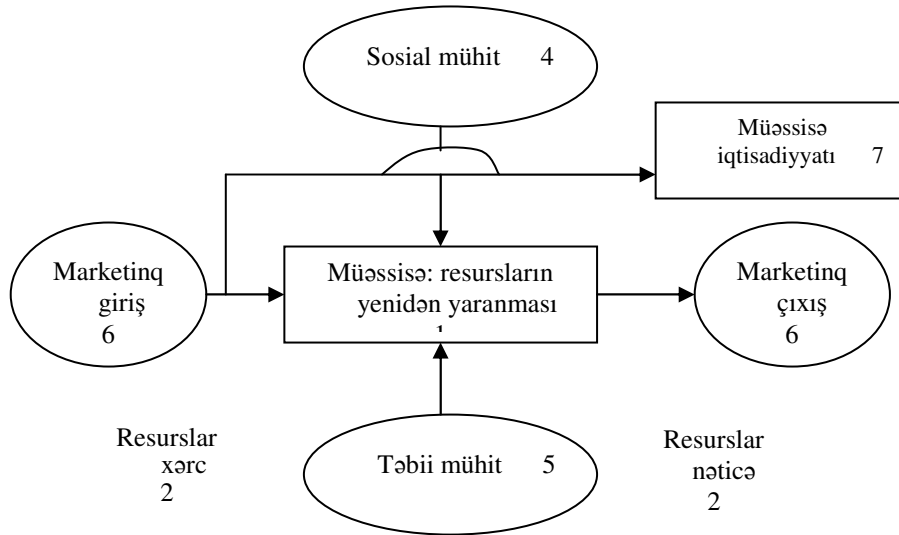 Sosial mühit 4
Müəssisə
iqtisadiyyatı 7
Marketinq
giriş
6
Müəssisə: resursların
yenidən yaranması
Marketinq
çıxış
6
Resurslar
xərc
2
Təbii mühit 5
Resurslar
nəticə
2